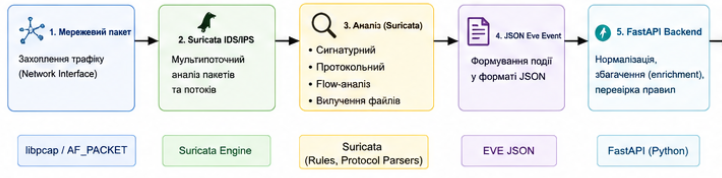 1. Мережевий пакет
Захоплення трафіку
(Network Interface)
2. Suricata IDS/IPS
Мультипоточний
аналіз пакетів
та потоків
3. Аналіз (Suricata)
• Сигнатурний
• Протокольний
• Flow-аналіз
• Вилучення файлів
4. JSON Eve Event
Формування події
у форматі JSON
5. FastAPI Backend
Нормалізація,
збагачення (enrichment),
перевірка правил
libpcap / AF_PACKET
Suricata Engine
Suricata
(Rules, Protocol Parsers)
EVE JSON
FastAPI (Python)